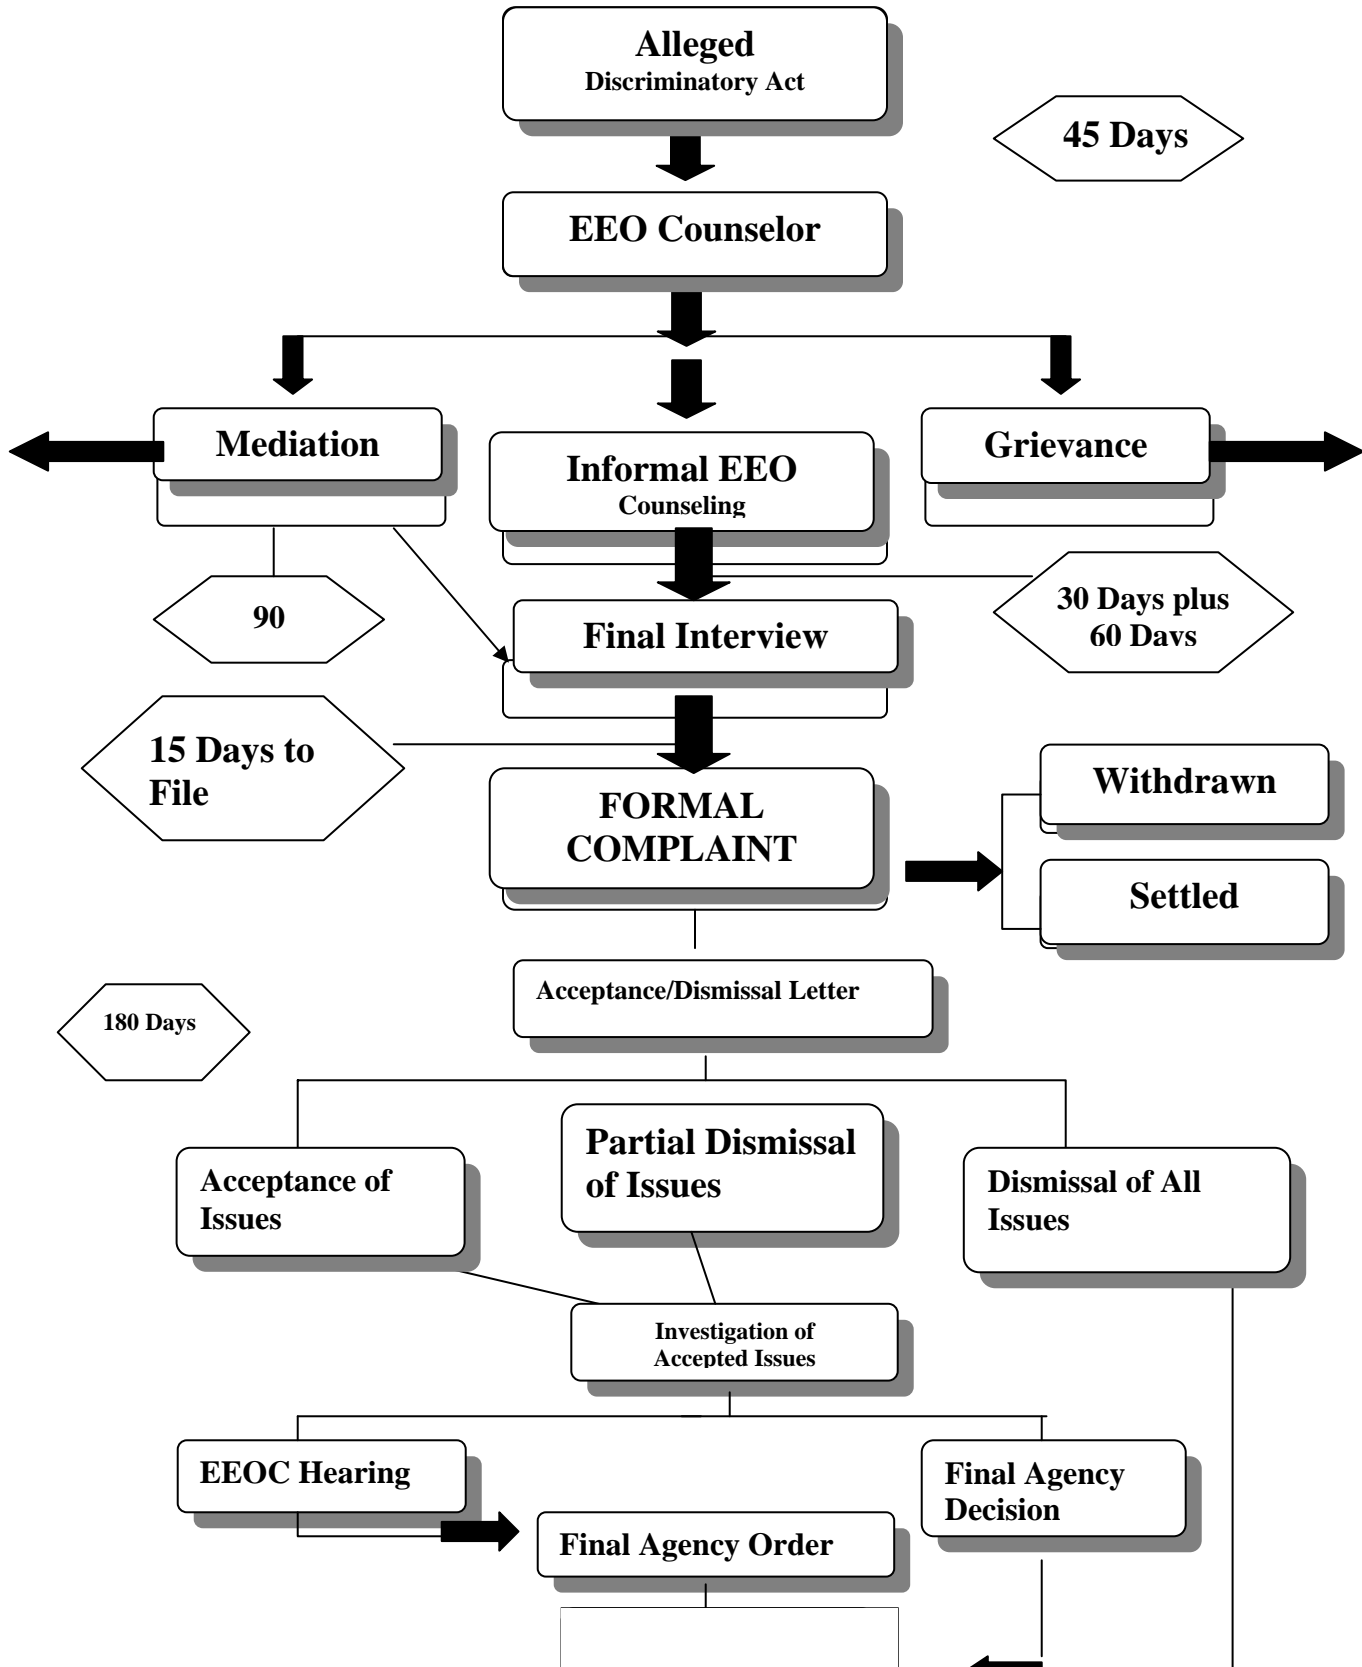 Alleged
Discriminatory Act
45 Days
EEO Counselor
Mediation
Informal EEO
Counseling
Grievance
90
Final Interview
30 Days plus
60 Days
15 Days to
File
FORMAL
COMPLAINT
Withdrawn
Settled
Acceptance/Dismissal Letter
180 Days
Acceptance of
Issues
Partial Dismissal
of Issues
Dismissal of All
Issues
Investigation of
Accepted Issues
EEOC Hearing
Final Agency
Decision
Final Agency Order